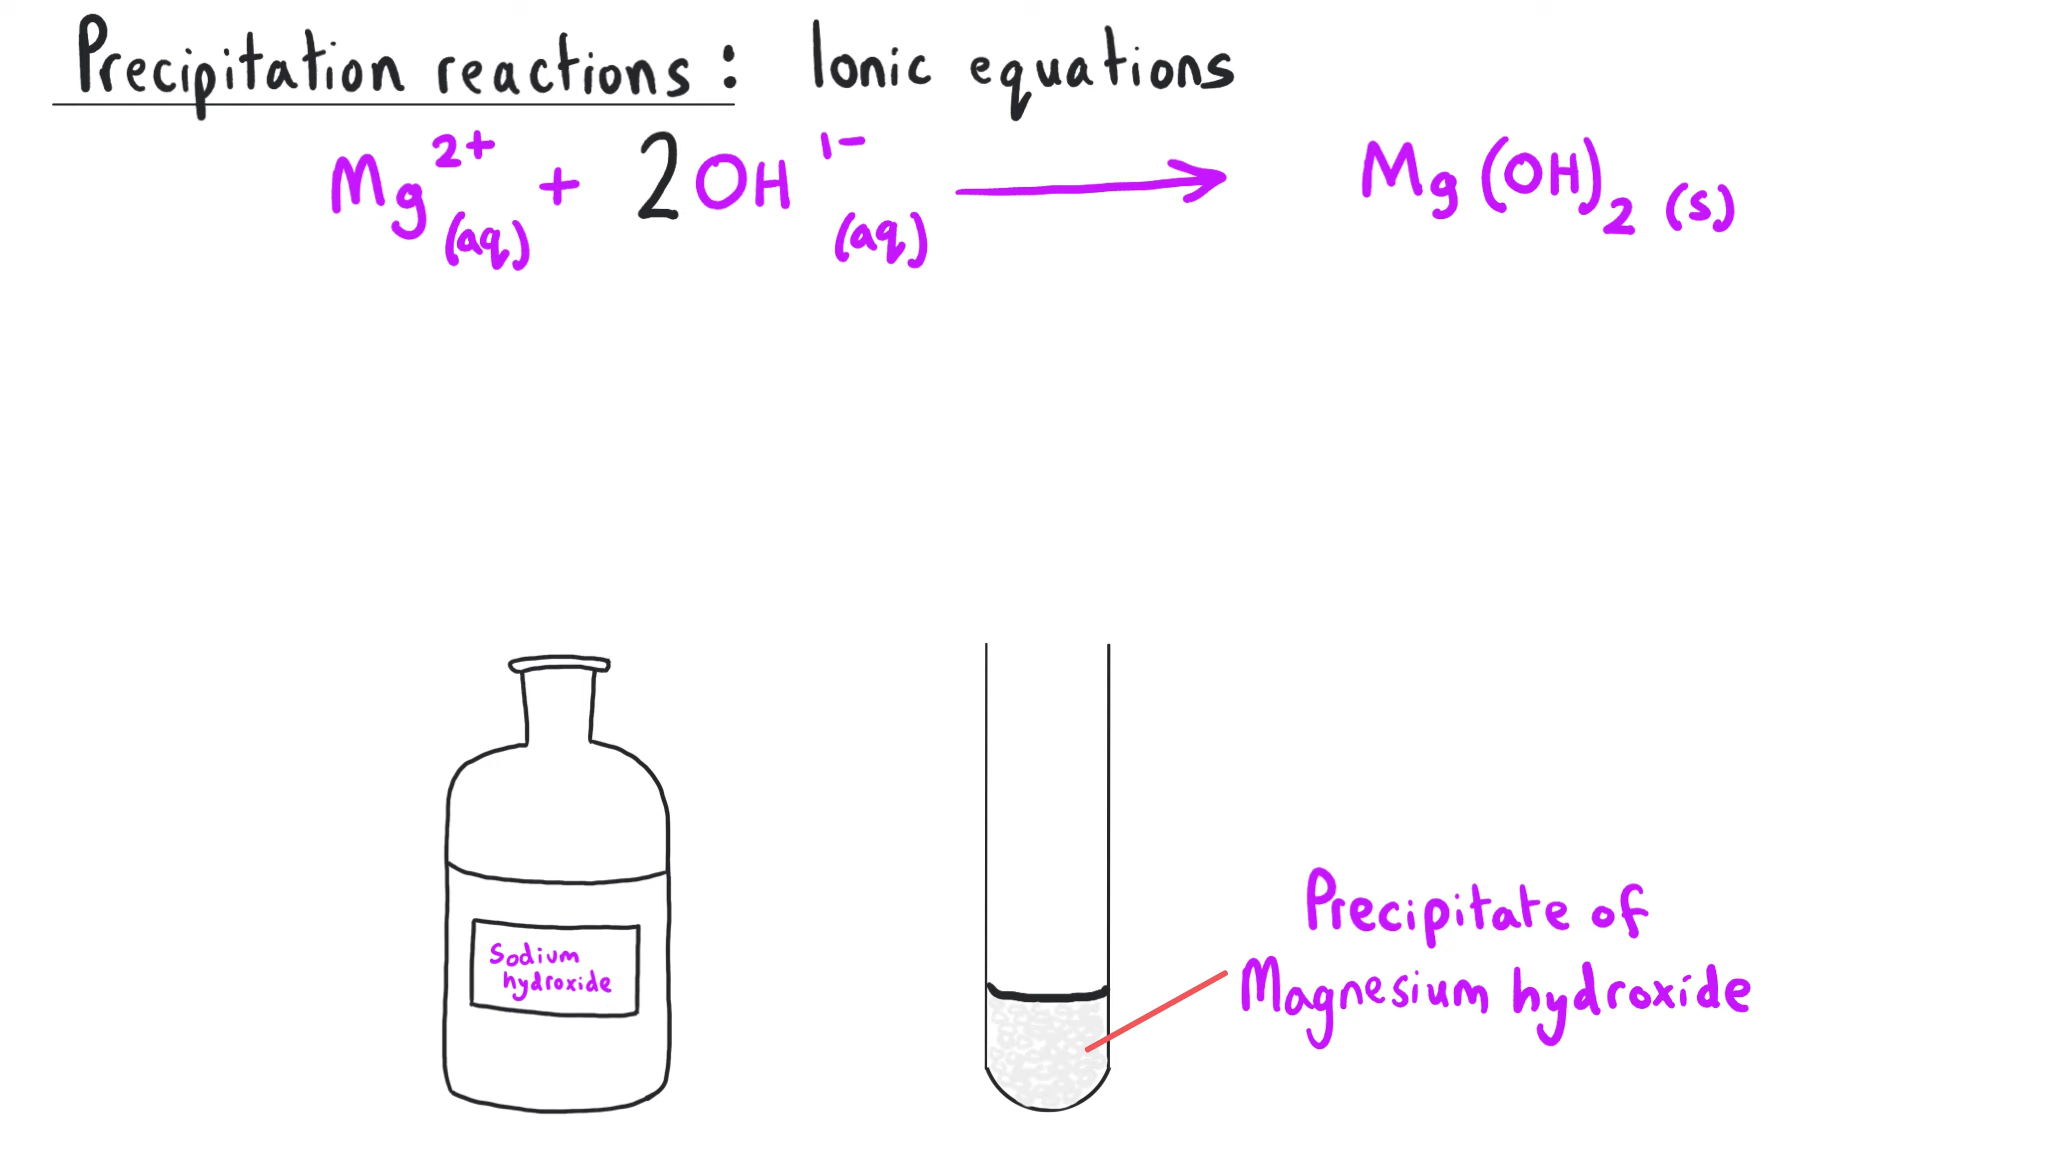 Precipitation reactions : Ionic equations
Mg²⁺(aq) + 2OH¹⁻(aq) ⟶ Mg(OH)₂(s)
Sodium
hydroxide
Precipitate of
Magnesium hydroxide